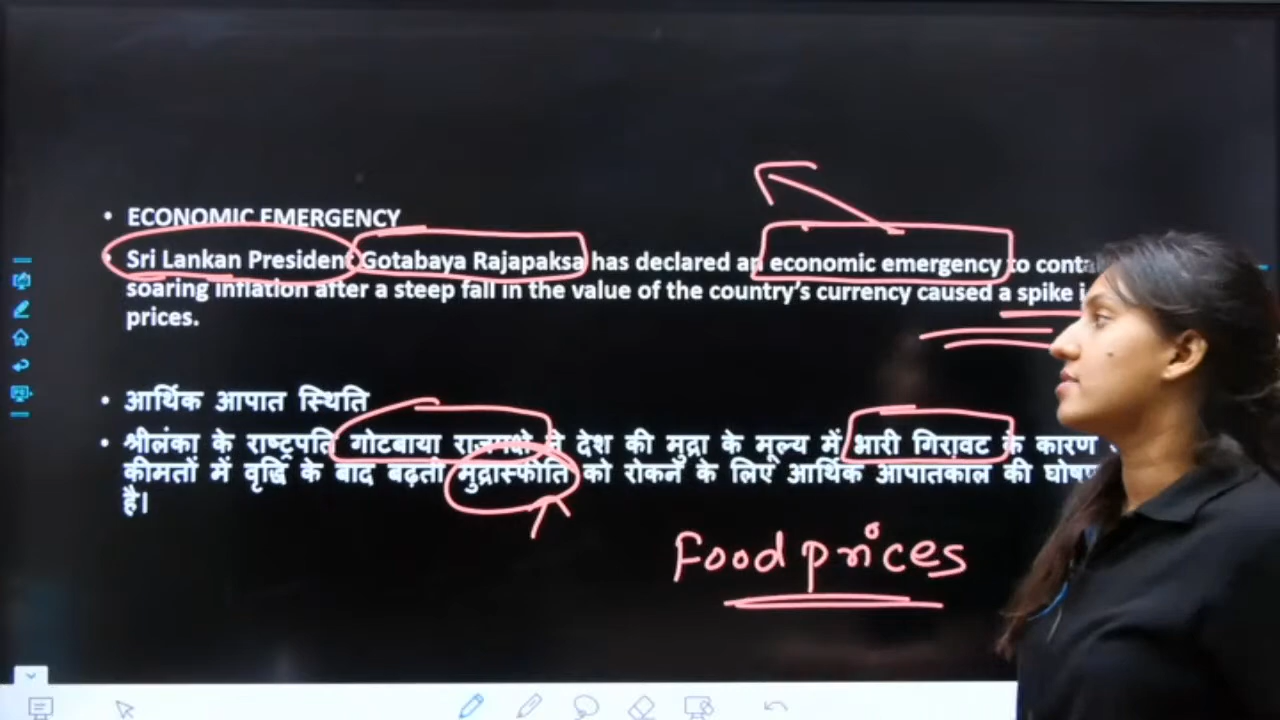 ECONOMIC EMERGENCY
Sri Lankan President Gotabaya Rajapaksa has declared an economic emergency to
soaring inflation after a steep fall in the value of the country's currency caused a spike
prices.
आर्थिक आपात स्थिति
श्रीलंका के राष्ट्रपति गोटबाया राजपक्षे ने देश की मुद्रा के मूल्य में भारी गिरावट के कारण
कीमतों में वृद्धि के बाद बढ़ती मुद्रास्फीति को रोकने के लिए आर्थिक आपातकाल की
है।
Food prices